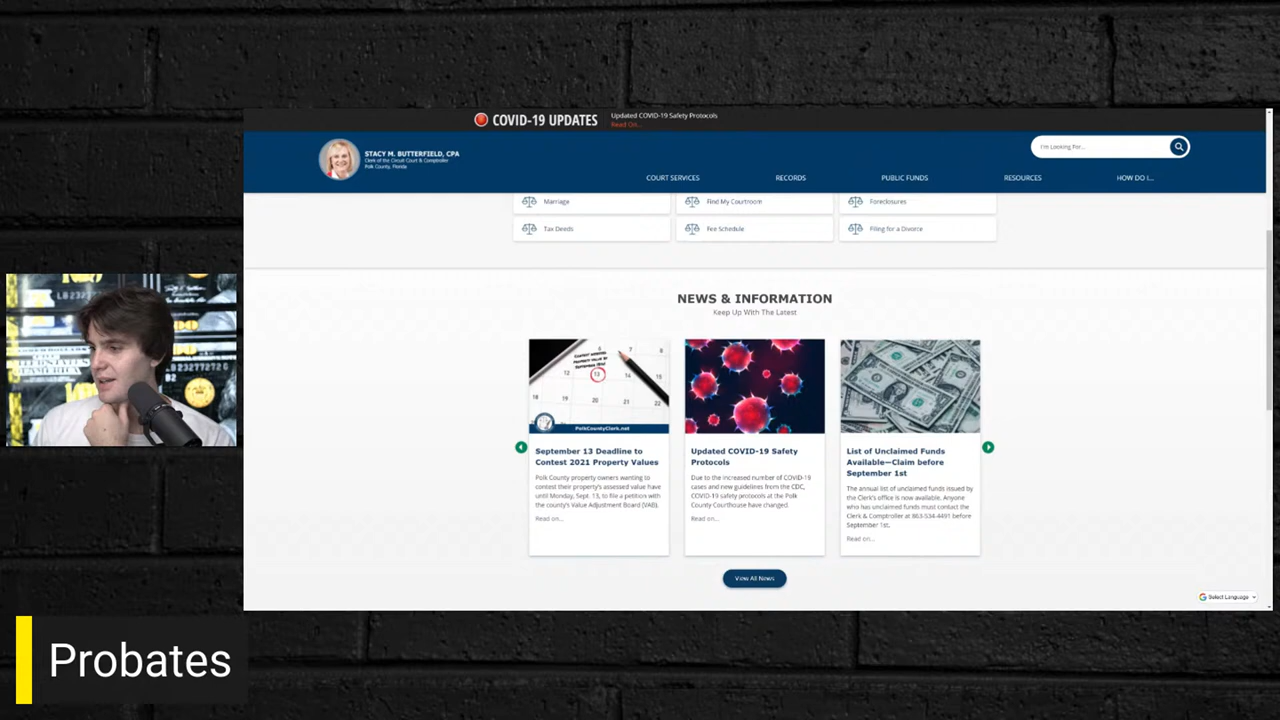 COVID-19 UPDATES
Updated COVID-19 Safety Protocols
Read On...
STACY M. BUTTERFIELD, CPA
Clerk of the Circuit Court & Comptroller
Polk County, Florida
I'm Looking For...
COURT SERVICES
RECORDS
PUBLIC FUNDS
RESOURCES
HOW DO I...
Marriage
Find My Courtroom
Foreclosures
Tax Deeds
Fee Schedule
Filing for a Divorce
NEWS & INFORMATION
Keep Up With The Latest
PolkCountyClerk.net
September 13 Deadline to
Contest 2021 Property Values
Polk County property owners wanting to
contest their property's assessed value have
until Monday, Sept. 13, to file a petition with
the county's Value Adjustment Board (VAB).
Read on...
Updated COVID-19 Safety
Protocols
Due to the increased number of COVID-19
cases and new guidelines from the CDC,
COVID-19 safety protocols at the Polk
County Courthouse have changed.
Read on...
List of Unclaimed Funds
Available—Claim before
September 1st
The annual list of unclaimed funds issued by
the Clerk's office is now available. Anyone
who has unclaimed funds must contact the
Clerk & Comptroller at 863-534-4491 before
September 1st.
Read on...
View All News
Select Language
Probates